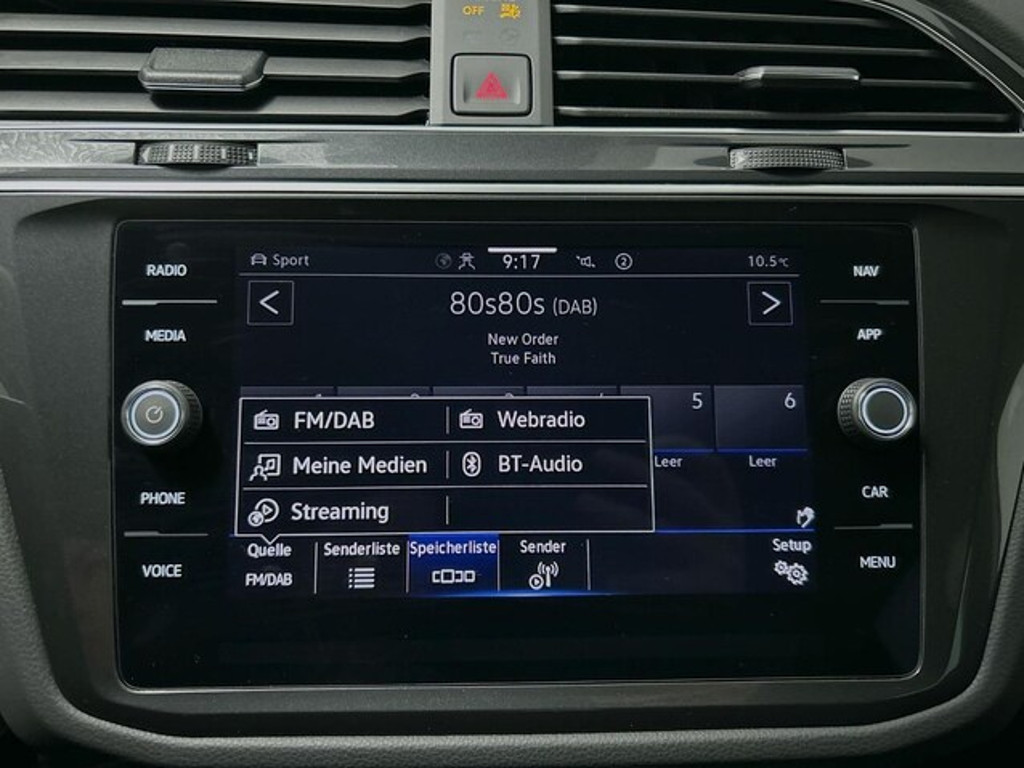 OFF
RADIO
MEDIA
PHONE
VOICE
Sport
9:17
2
10.5°C
80s80s (DAB)
New Order
True Faith
5
6
Leer
Leer
FM/DAB
Webradio
Meine Medien
BT-Audio
Streaming
Quelle
FM/DAB
Senderliste
Speicherliste
Sender
Setup
NAV
APP
CAR
MENU